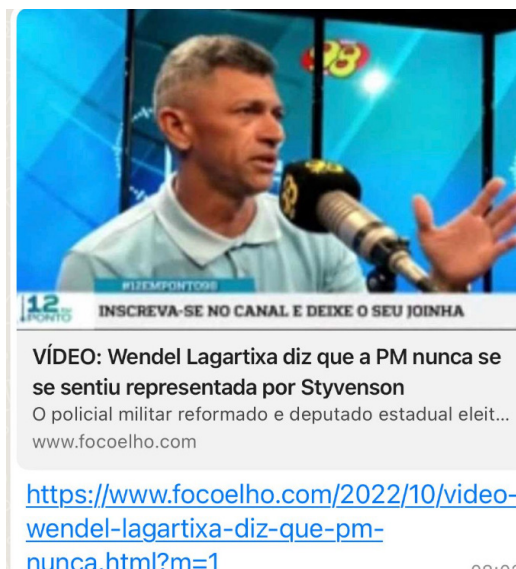 98
98
#12EMPONTO98
12 EM
PONTO
INSCREVA-SE NO CANAL E DEIXE O SEU JOINHA
VÍDEO: Wendel Lagartixa diz que a PM nunca se
se sentiu representada por Styvenson
O policial militar reformado e deputado estadual eleit...
www.focoelho.com
https://www.focoelho.com/2022/10/video-
wendel-lagartixa-diz-que-pm-
nunca.html?m=1